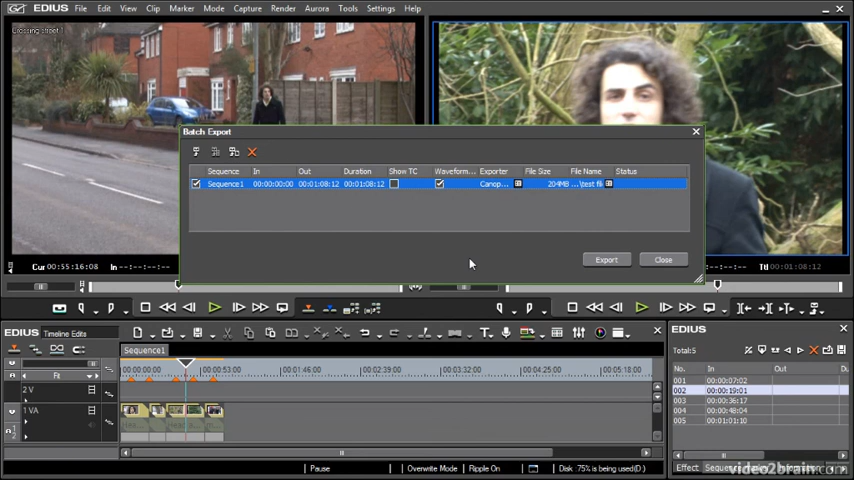 EDIUS File Edit View Clip Marker Mode Capture Render Aurora Tools Settings Help
Crossing street 1
Batch Export
Sequence In Out Duration Show TC Waveform... Exporter File Size File Name Status
Sequence1 00:00:00:00 00:01:08:12 00:01:08:12 Canop... 204MB ...\test fil
Export Close
Cur 00:55:16:08 In --:--:--:-- Ttl 00:01:08:12
EDIUS Timeline Edits
EDIUS
Sequence1
Total:5
Fit
00:00:00:00 00:00:53:00 00:01:46:00 00:02:39:00 00:03:32:00 00:04:25:00 00:05:18:00
No. In Out
001 00:00:07:02
002 00:00:19:01
003 00:00:36:17
004 00:00:48:04
005 00:01:01:10
2 V
1 VA
Pause Overwrite Mode Ripple On Disk :75% is being used(D:)
Effect
video2brain.com